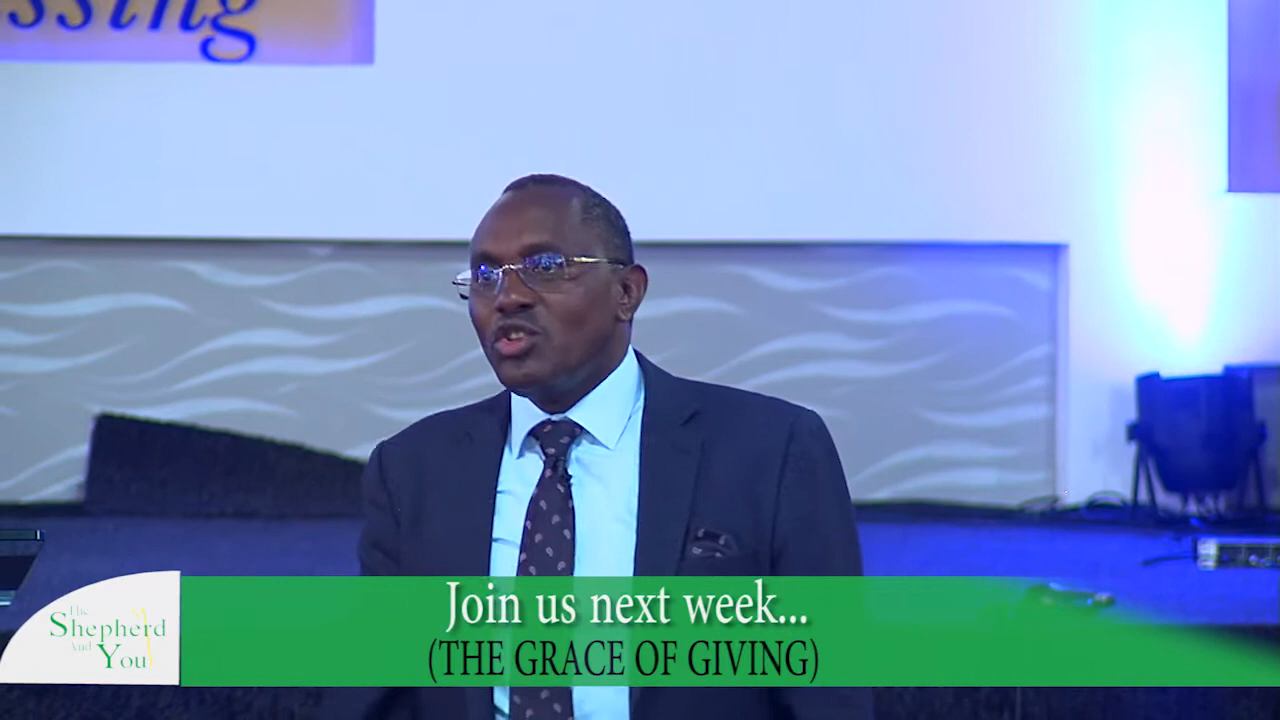 ssing
The
Shepherd
And
You
Join us next week...
(THE GRACE OF GIVING)